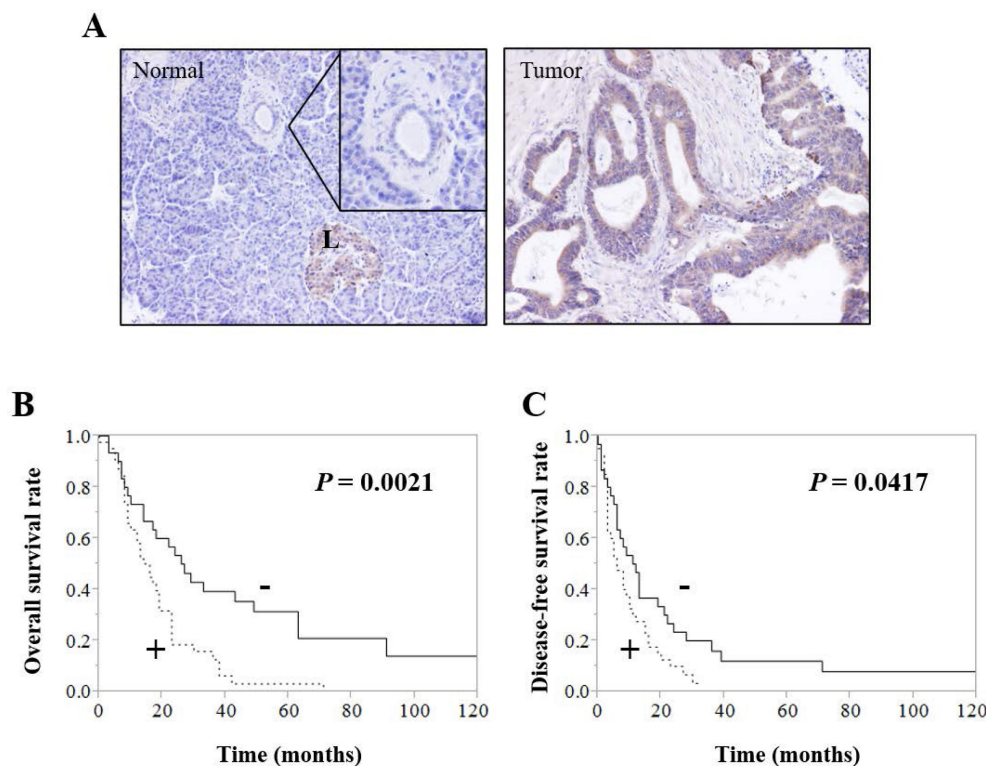 A
Normal
L
Tumor
B
Overall survival rate
1.0
0.8
0.6
0.4
0.2
0.0
P = 0.0021
-
+
0 20 40 60 80 100 120
Time (months)
C
Disease-free survival rate
1.0
0.8
0.6
0.4
0.2
0.0
P = 0.0417
-
+
0 20 40 60 80 100 120
Time (months)